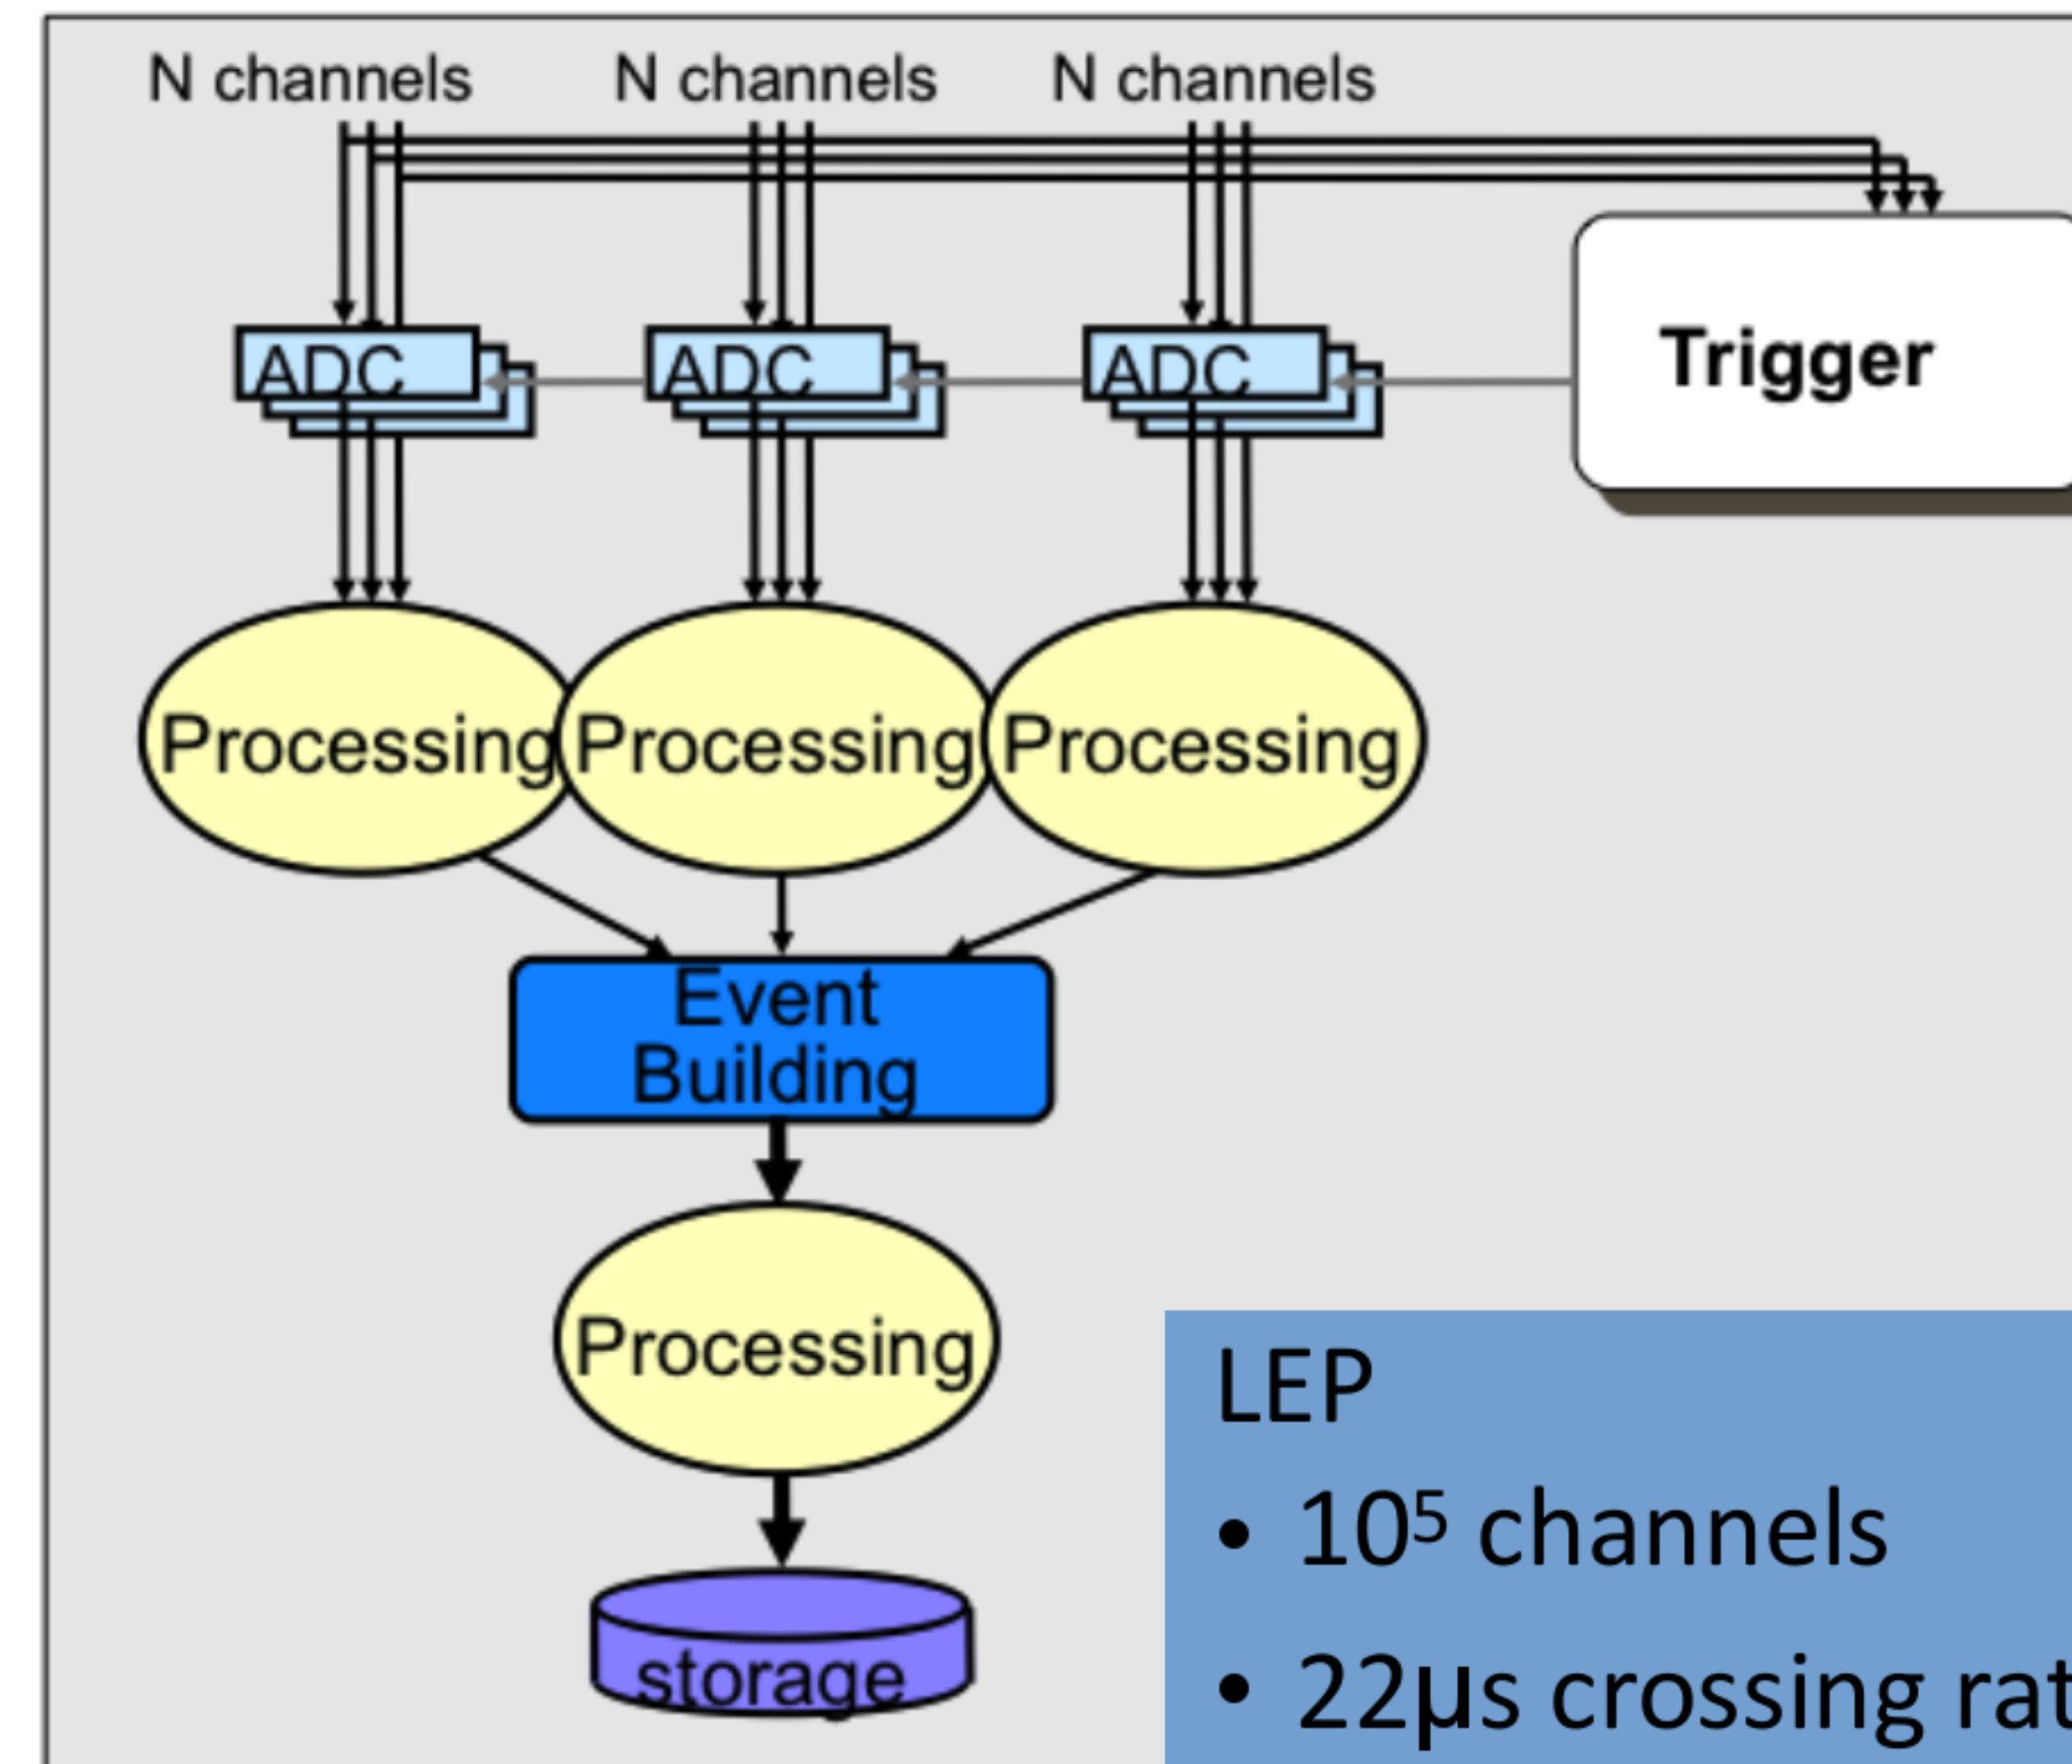 N channels N channels N channels
ADC ADC ADC
Trigger
Processing Processing Processing
Event
Building
Processing
storage
LEP
• 10⁵ channels
• 22μs crossing rat